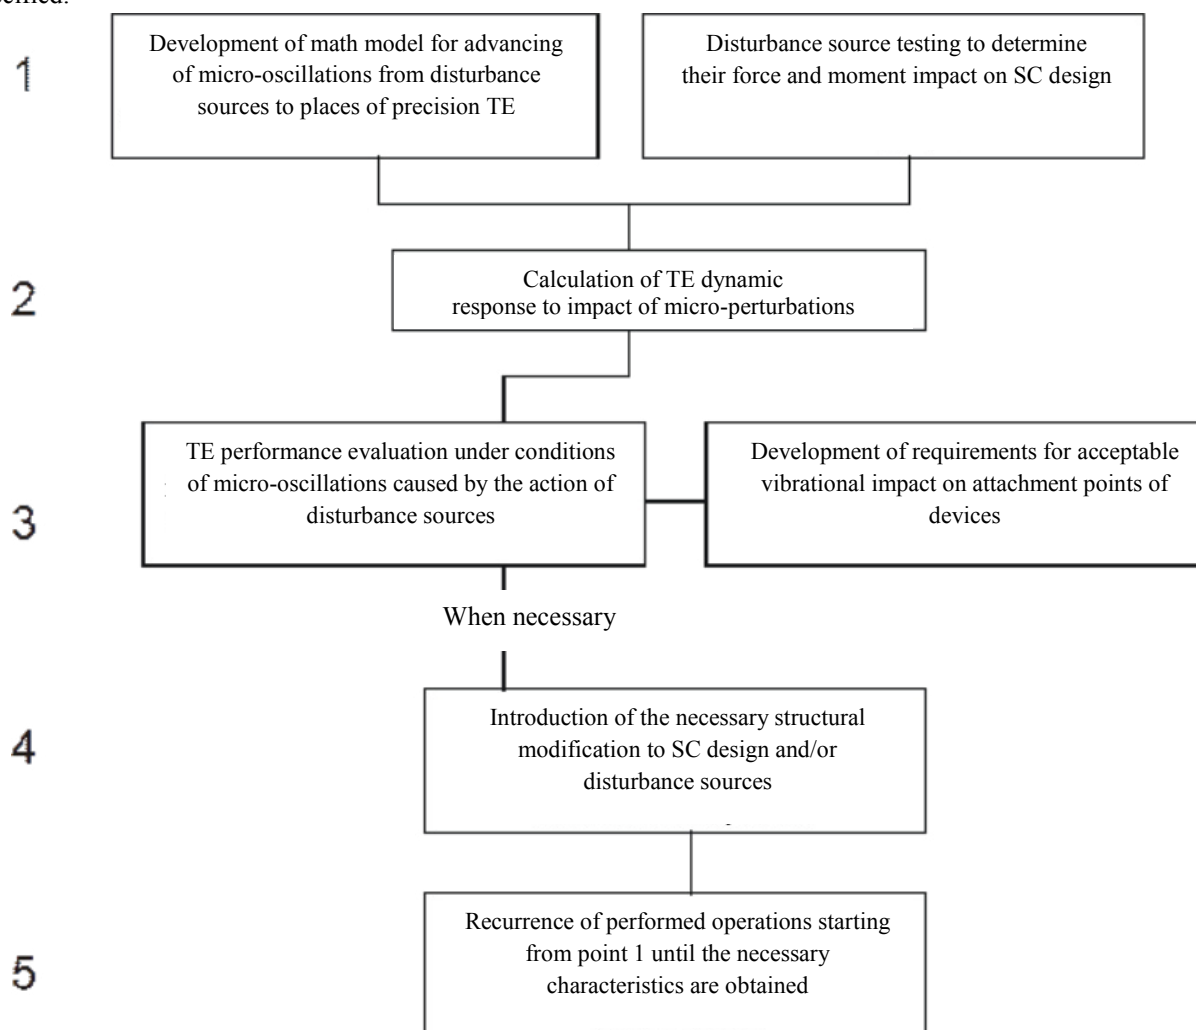 1
Development of math model for advancing
of micro-oscillations from disturbance
sources to places of precision TE
Disturbance source testing to determine
their force and moment impact on SC design
2
Calculation of TE dynamic
response to impact of micro-perturbations
3
TE performance evaluation under conditions
of micro-oscillations caused by the action of
disturbance sources
Development of requirements for acceptable
vibrational impact on attachment points of
devices
When necessary
4
Introduction of the necessary structural
modification to SC design and/or
disturbance sources
5
Recurrence of performed operations starting
from point 1 until the necessary
characteristics are obtained